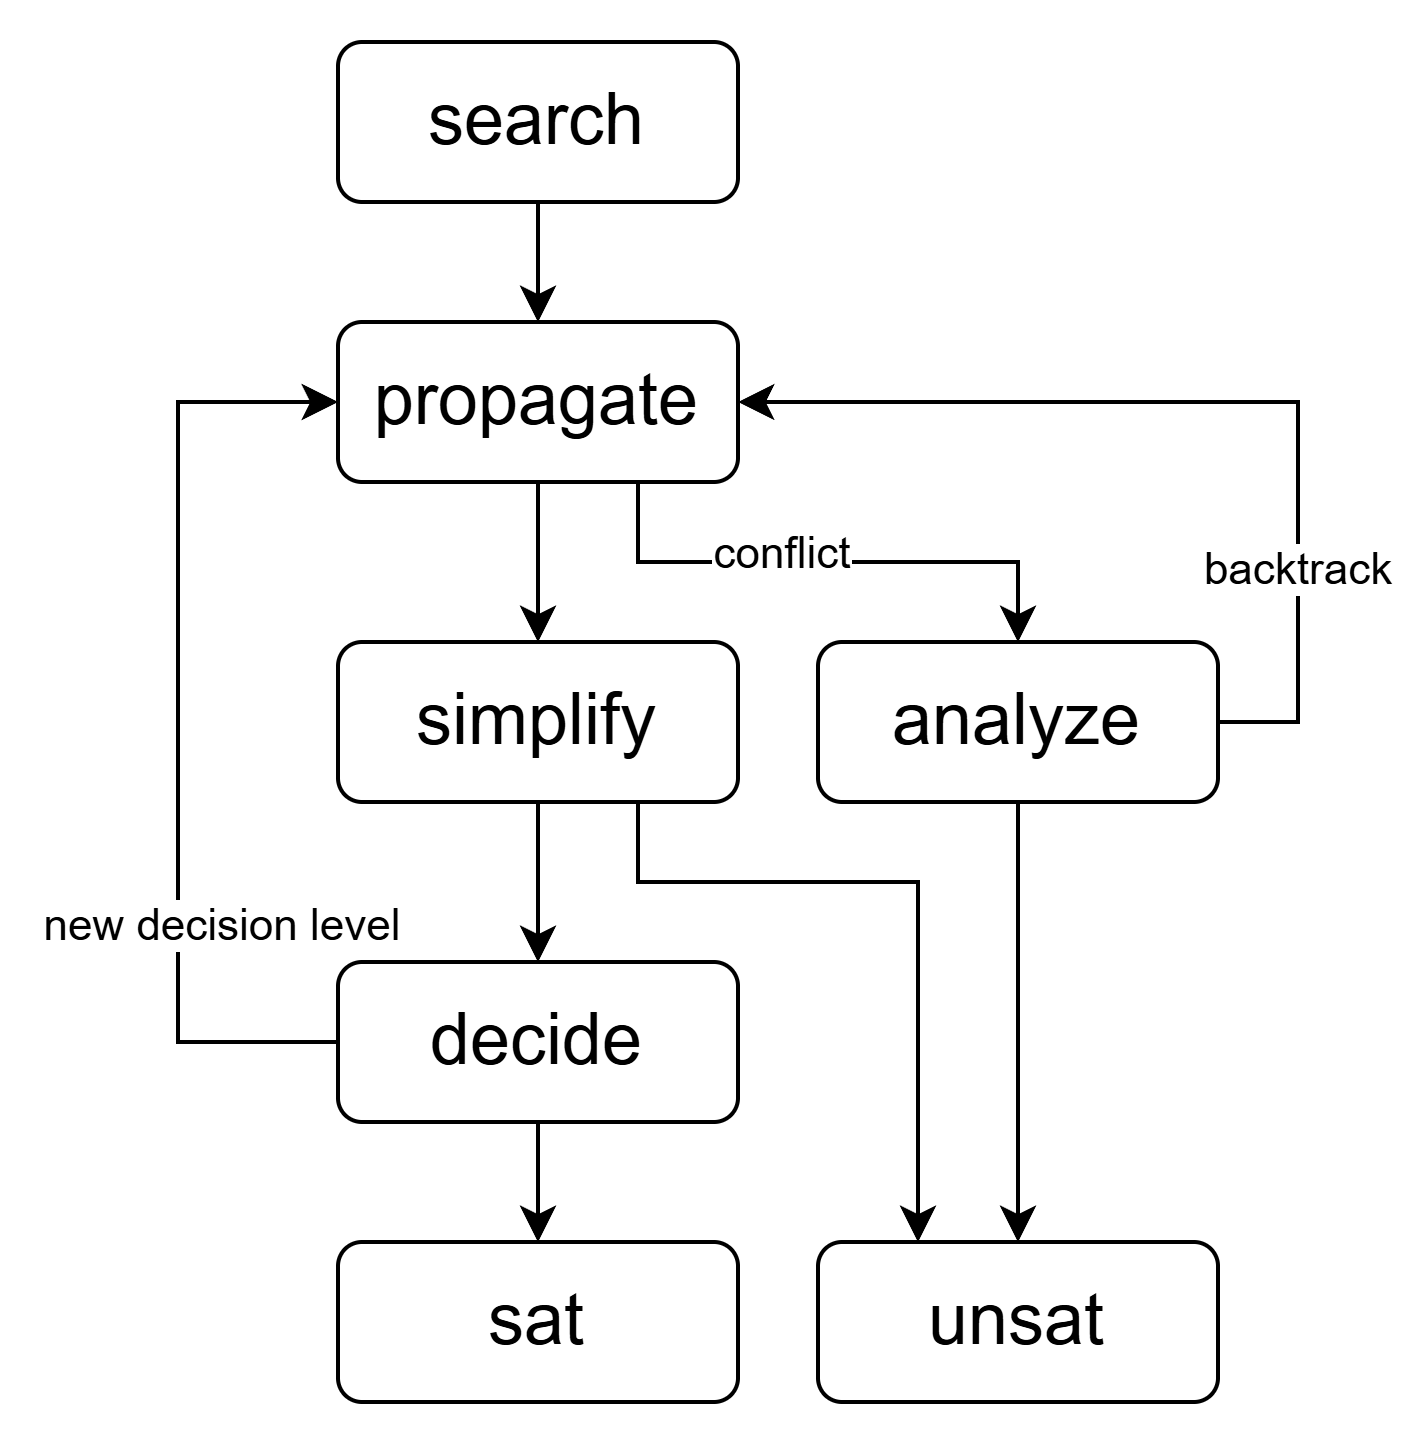 search
propagate
conflict
backtrack
simplify
analyze
new decision level
decide
sat
unsat